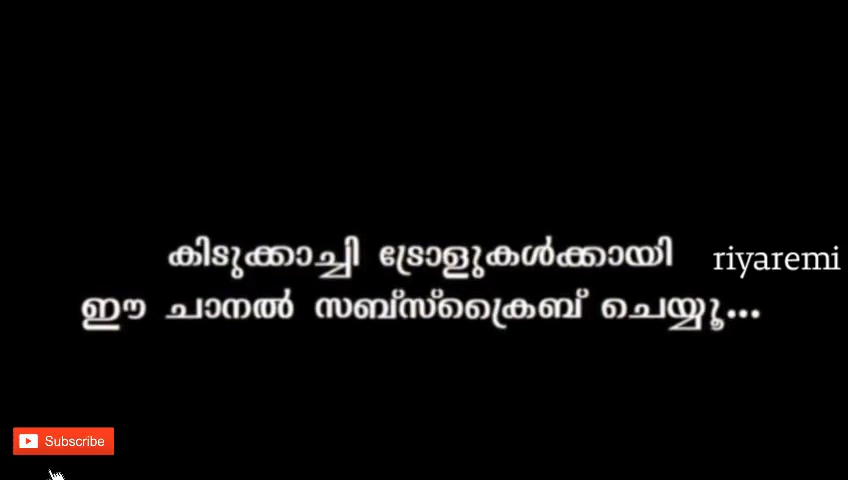 കിടുക്കാച്ചി ട്രോളുകൾക്കായി riyaremi
ഈ ചാനൽ സബ്സ്ക്രൈബ് ചെയ്യൂ...
Subscribe